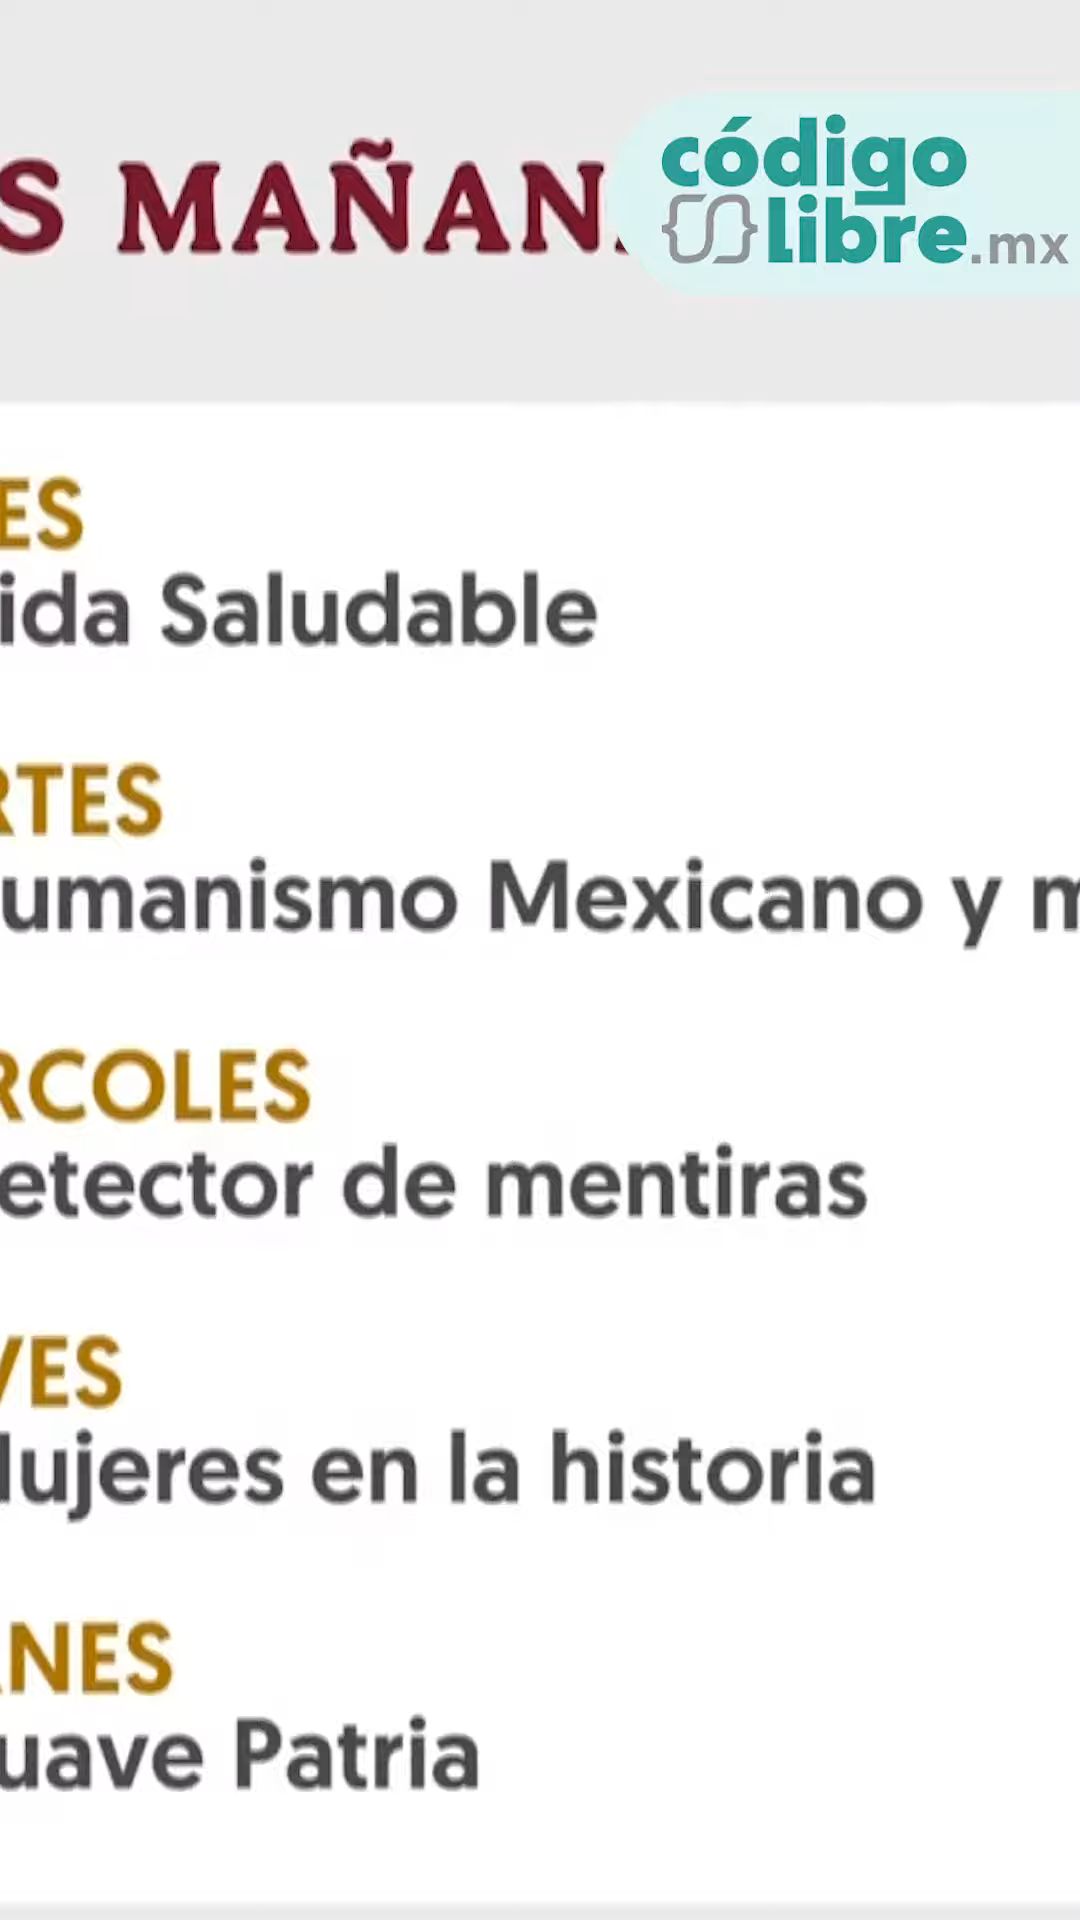 S MAÑAN
código
libre.mx
ES
ida Saludable
RTES
umanismo Mexicano y m
RCOLES
etector de mentiras
VES
lujeres en la historia
NES
uave Patria